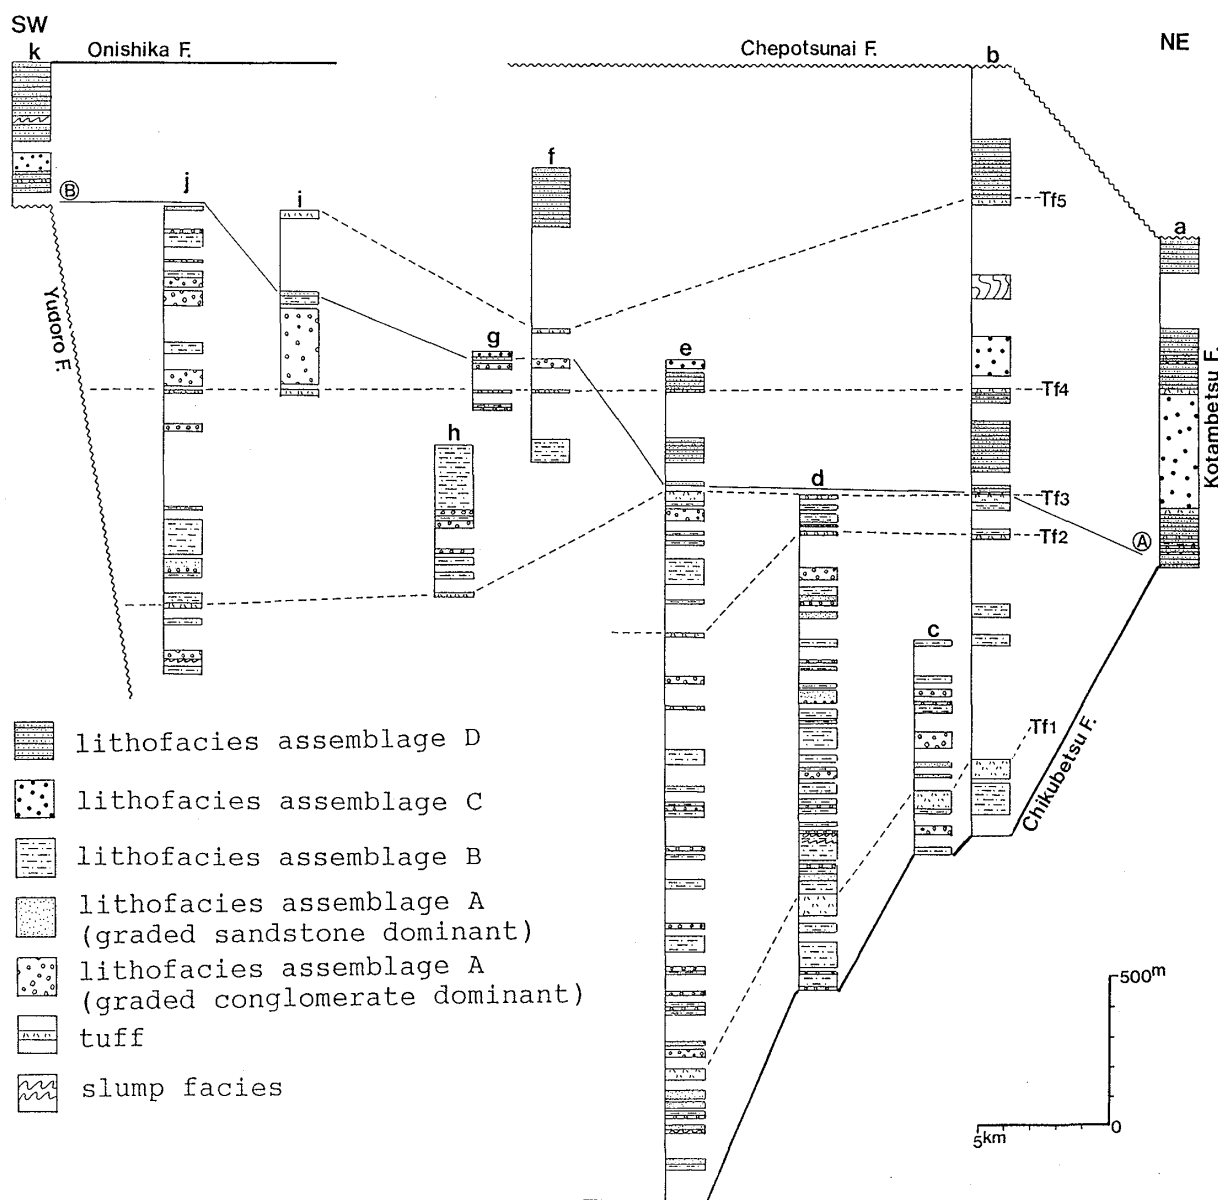 SW
k
Onishika F.
Chepotsunai F.
b
NE
f
B
j
i
Tf5
a
Yudoro F.
g
e
Kotambetsu F.
Tf4
h
d
Tf3
Tf2
A
c
Tf1
Chikubetsu F.
lithofacies assemblage D
lithofacies assemblage C
lithofacies assemblage B
lithofacies assemblage A
(graded sandstone dominant)
lithofacies assemblage A
(graded conglomerate dominant)
tuff
slump facies
500m
0
5km